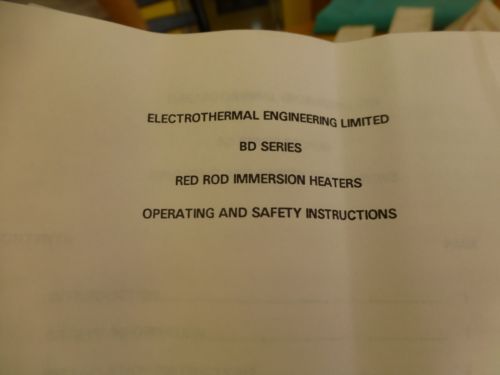 ELECTROTHERMAL ENGINEERING LIMITED
BD SERIES
RED ROD IMMERSION HEATERS
OPERATING AND SAFETY INSTRUCTIONS